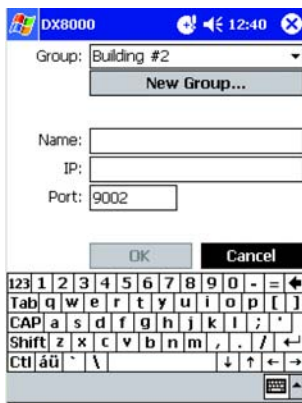 DX8000 12:40
Group: Building #2
New Group...
Name:
IP:
Port: 9002
OK Cancel
123 1 2 3 4 5 6 7 8 9 0 - =
Tab q w e r t y u i o p [ ]
CAP a s d f g h j k l ; '
Shift z x c v b n m , . /
Ctl áü ` \